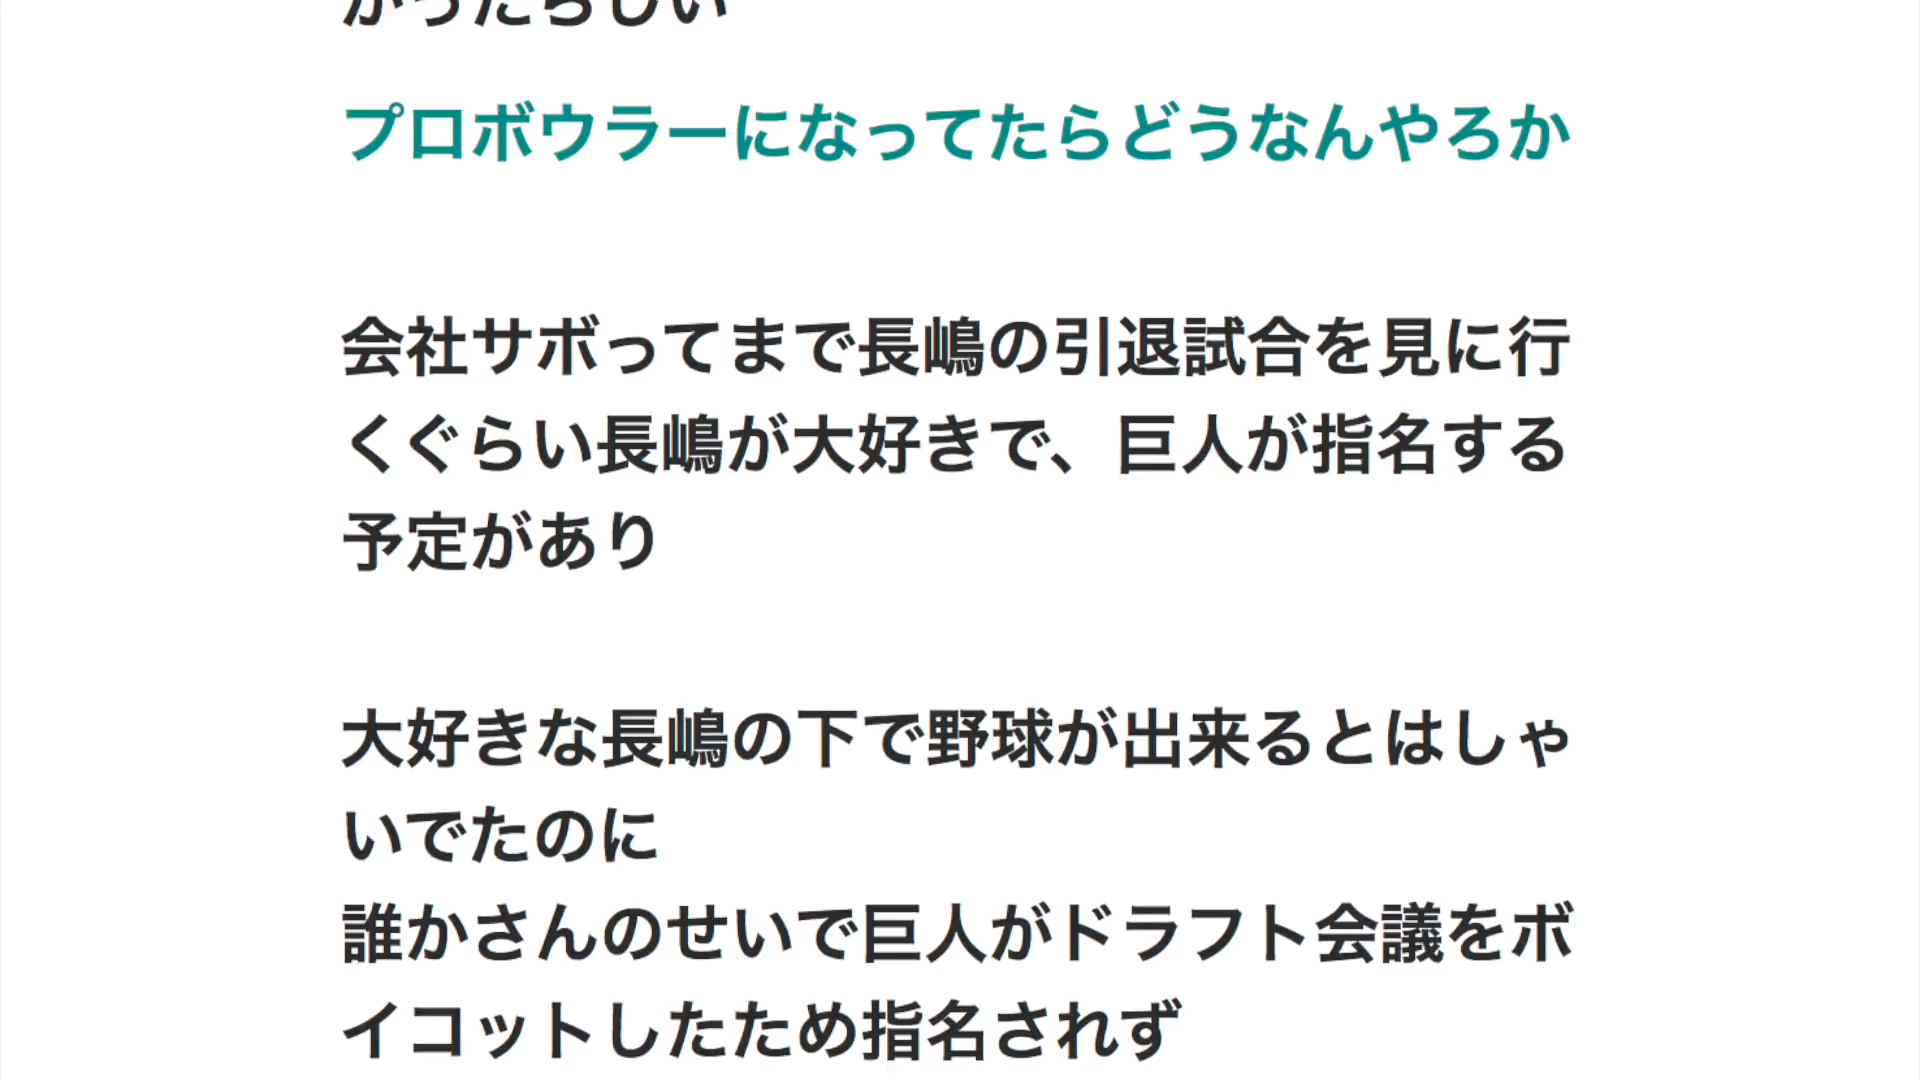 かったらしい
プロボウラーになってたらどうなんやろか
会社サボってまで長嶋の引退試合を見に行
くぐらい長嶋が大好きで、巨人が指名する
予定があり
大好きな長嶋の下で野球が出来るとはしゃ
いでたのに
誰かさんのせいで巨人がドラフト会議をボ
イコットしたため指名されず